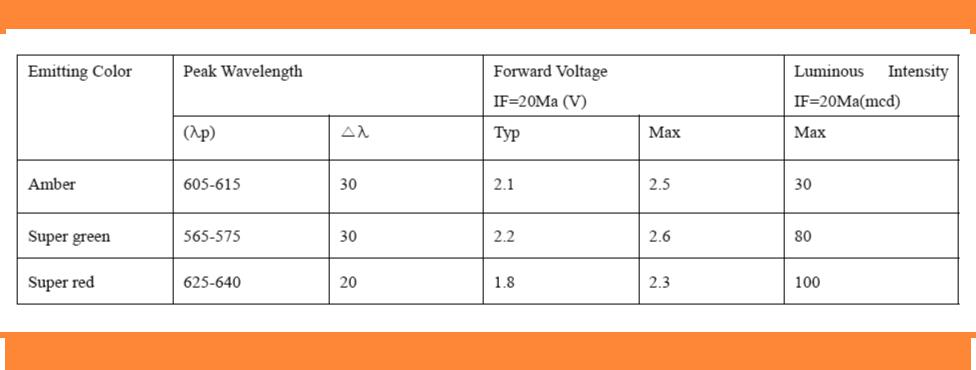 Emitting Color Peak Wavelength Forward Voltage Luminous Intensity
IF=20Ma (V) IF=20Ma(mcd)
(λp) △λ Typ Max Max
Amber 605-615 30 2.1 2.5 30
Super green 565-575 30 2.2 2.6 80
Super red 625-640 20 1.8 2.3 100